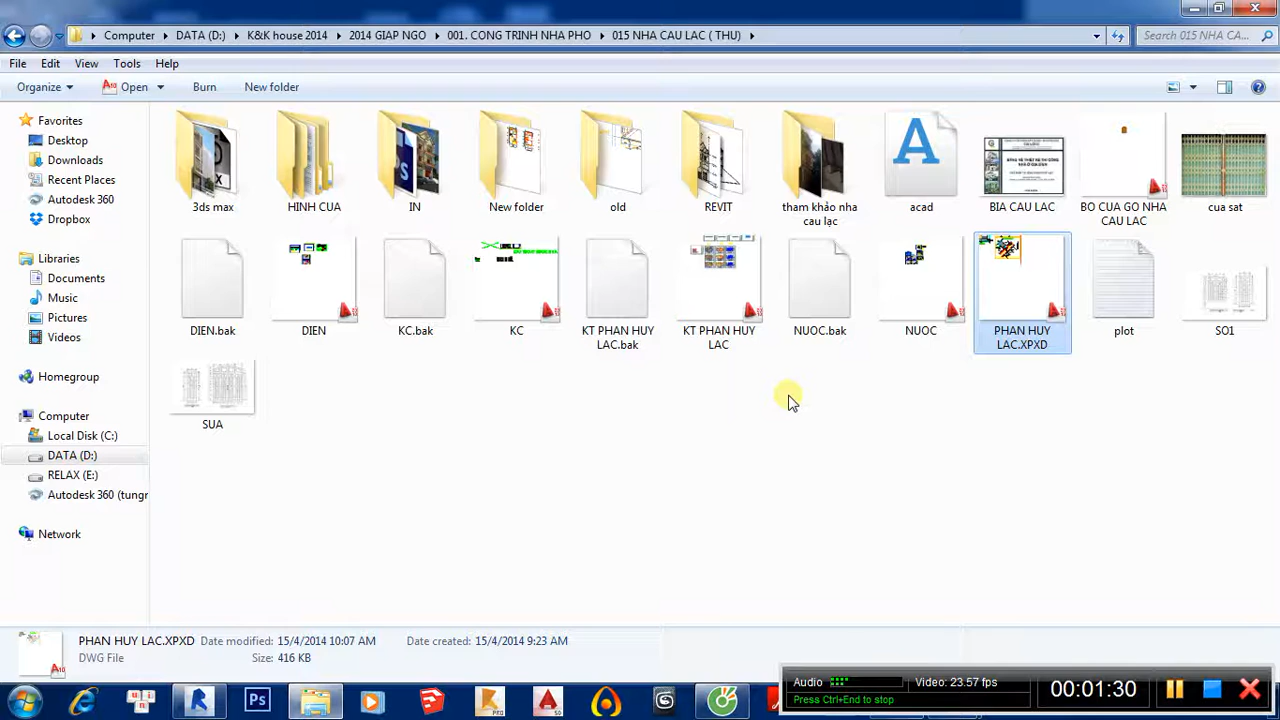 Computer ▸ DATA (D:) ▸ K&K house 2014 ▸ 2014 GIAP NGO ▸ 001. CONG TRINH NHA PHO ▸ 015 NHA CAU LAC ( THU) ▸
Search 015 NHA CA...
File Edit View Tools Help
Organize Open Burn New folder
Favorites
Desktop
Downloads
Recent Places
Autodesk 360
Dropbox
Libraries
Documents
Music
Pictures
Videos
Homegroup
Computer
Local Disk (C:)
DATA (D:)
RELAX (E:)
Autodesk 360 (tungr
Network
3ds max
HINH CUA
IN
New folder
old
REVIT
tham khảo nha
cau lạc
acad
BIA CAU LAC
BO CUA GO NHA
CAU LAC
cua sat
DIEN.bak
DIEN
KC.bak
KC
KT PHAN HUY
LAC.bak
KT PHAN HUY
LAC
NUOC.bak
NUOC
PHAN HUY
LAC.XPXD
plot
SO1
SUA
PHAN HUY LAC.XPXD Date modified: 15/4/2014 10:07 AM Date created: 15/4/2014 9:23 AM
DWG File Size: 416 KB
Audio Video: 23.57 fps
Press Ctrl+End to stop
00:01:30
Ps